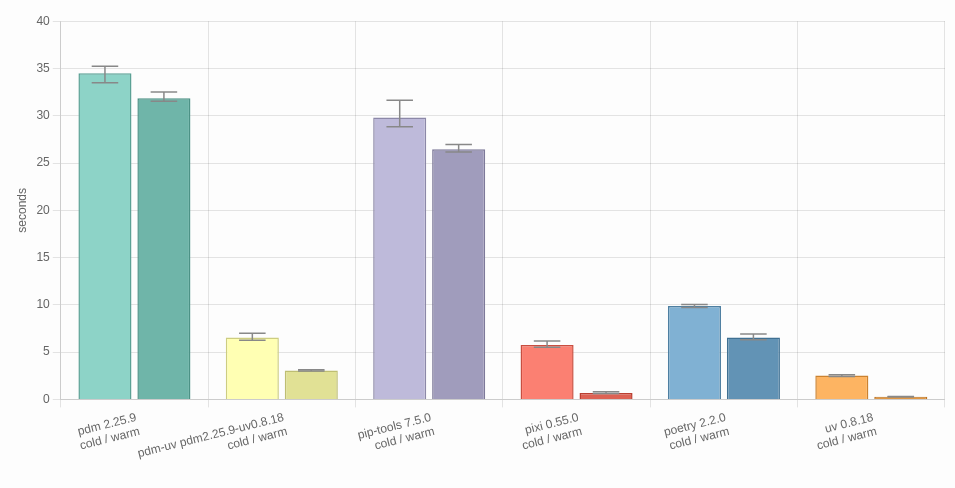 40
35
30
25
20
15
10
5
0
seconds
pdm 2.25.9
cold / warm
pdm-uv pdm2.25.9-uv0.8.18
cold / warm
pip-tools 7.5.0
cold / warm
pixi 0.55.0
cold / warm
poetry 2.2.0
cold / warm
uv 0.8.18
cold / warm